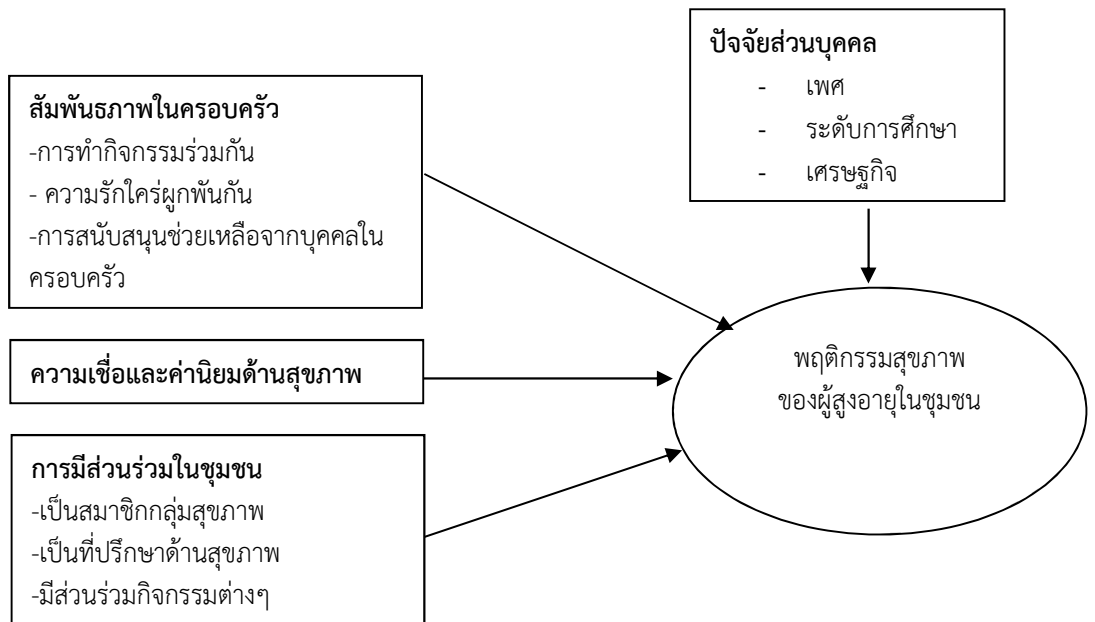 ปัจจัยส่วนบุคคล
- เพศ
- ระดับการศึกษา
- เศรษฐกิจ
สัมพันธภาพในครอบครัว
-การทำกิจกรรมร่วมกัน
- ความรักใคร่ผูกพันกัน
-การสนับสนุนช่วยเหลือจากบุคคลใน
ครอบครัว
ความเชื่อและค่านิยมด้านสุขภาพ
การมีส่วนร่วมในชุมชน
-เป็นสมาชิกกลุ่มสุขภาพ
-เป็นที่ปรึกษาด้านสุขภาพ
-มีส่วนร่วมกิจกรรมต่างๆ
พฤติกรรมสุขภาพ
ของผู้สูงอายุในชุมชน